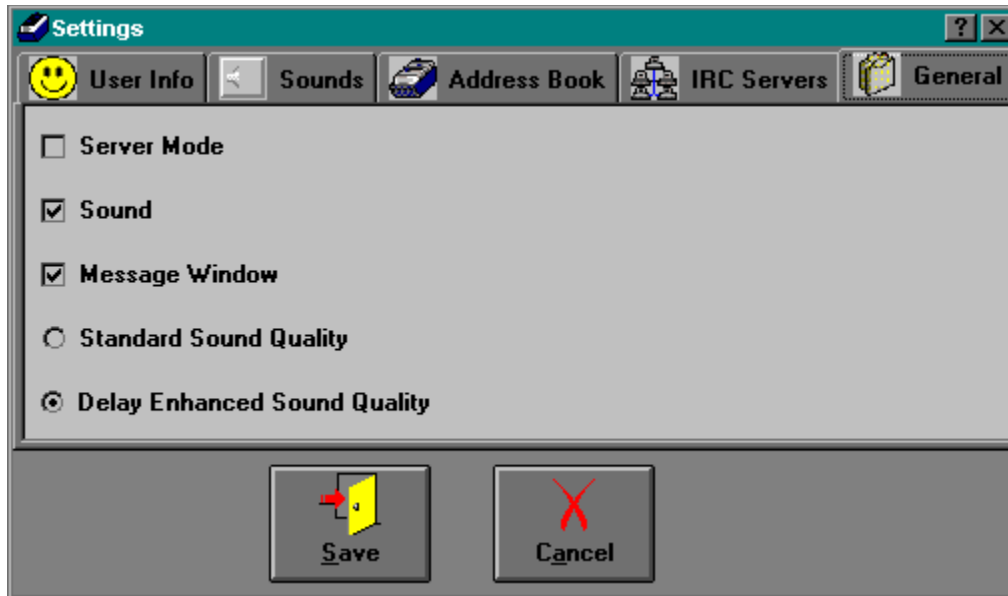 Settings
User Info Sounds Address Book IRC Servers General
Server Mode
Sound
Message Window
Standard Sound Quality
Delay Enhanced Sound Quality
Save Cancel